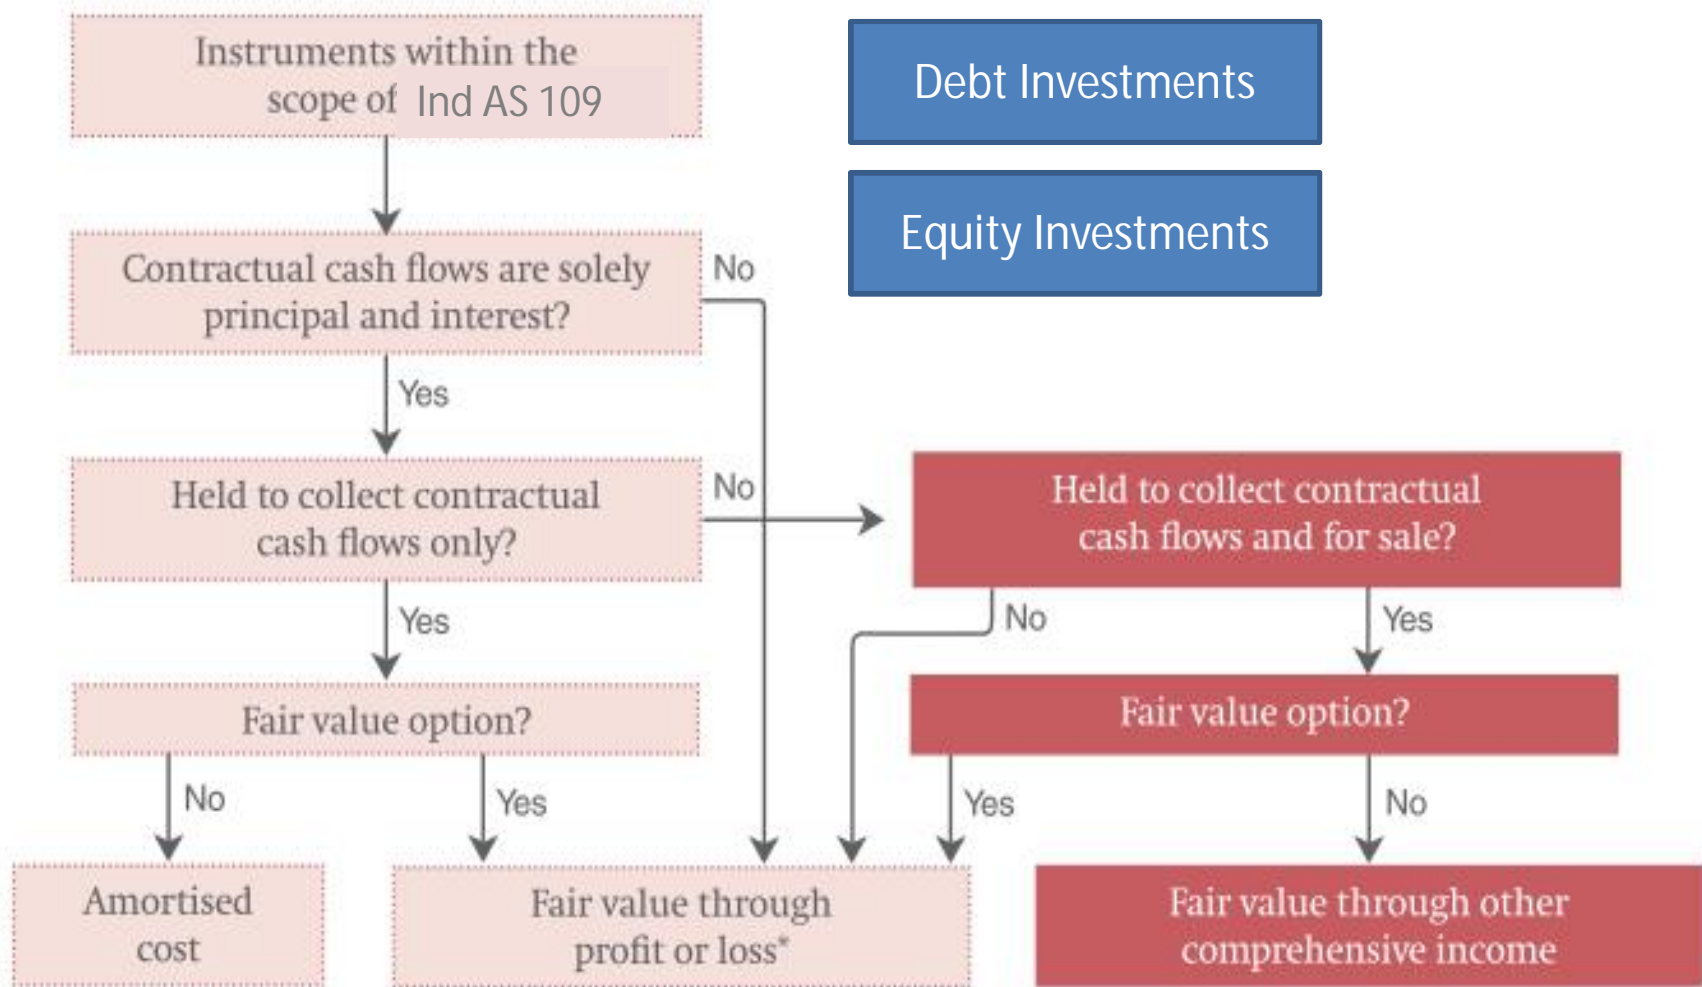 Instruments within the
scope of Ind AS 109
Debt Investments
Equity Investments
Contractual cash flows are solely
principal and interest?
No
Yes
Held to collect contractual
cash flows only?
No
Held to collect contractual
cash flows and for sale?
Yes
No
Yes
Fair value option?
Fair value option?
No
Yes
Yes
No
Amortised
cost
Fair value through
profit or loss*
Fair value through other
comprehensive income